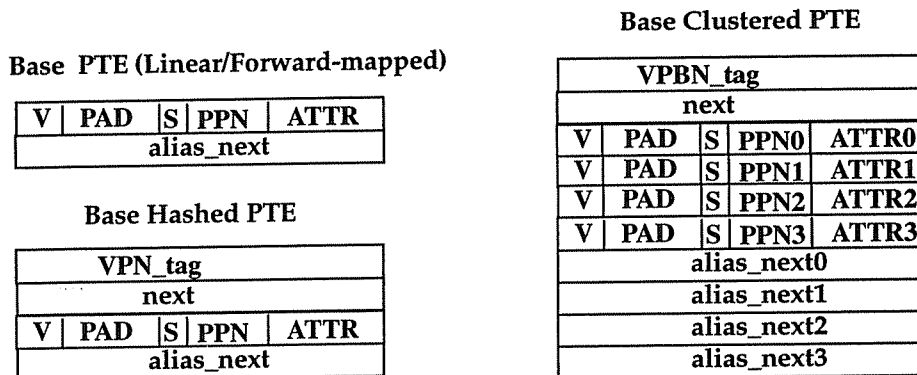 Base PTE (Linear/Forward-mapped)
V PAD S PPN ATTR
alias_next
Base Hashed PTE
VPN_tag
next
V PAD S PPN ATTR
alias_next
Base Clustered PTE
VPBN_tag
next
V PAD S PPN0 ATTR0
V PAD S PPN1 ATTR1
V PAD S PPN2 ATTR2
V PAD S PPN3 ATTR3
alias_next0
alias_next1
alias_next2
alias_next3